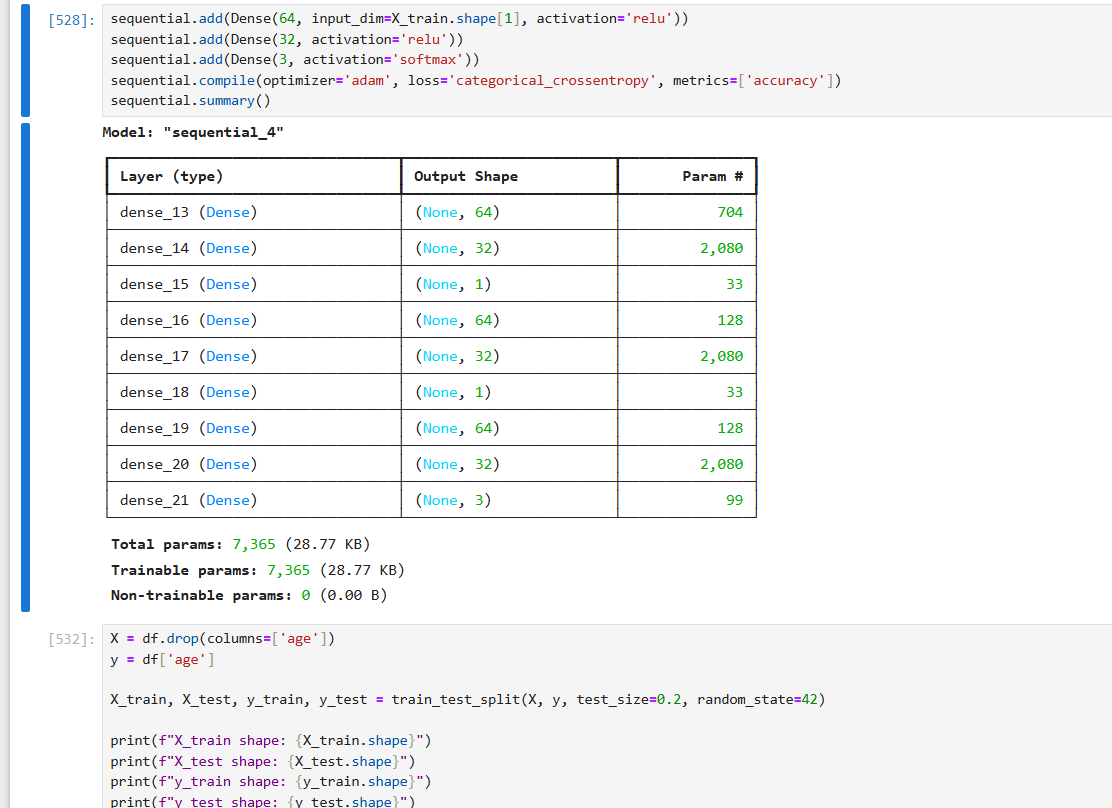 [528]:
sequential.add(Dense(64, input_dim=X_train.shape[1], activation='relu'))
sequential.add(Dense(32, activation='relu'))
sequential.add(Dense(3, activation='softmax'))
sequential.compile(optimizer='adam', loss='categorical_crossentropy', metrics=['accuracy'])
sequential.summary()
Model: "sequential_4"
Layer (type) Output Shape Param #
dense_13 (Dense) (None, 64) 704
dense_14 (Dense) (None, 32) 2,080
dense_15 (Dense) (None, 1) 33
dense_16 (Dense) (None, 64) 128
dense_17 (Dense) (None, 32) 2,080
dense_18 (Dense) (None, 1) 33
dense_19 (Dense) (None, 64) 128
dense_20 (Dense) (None, 32) 2,080
dense_21 (Dense) (None, 3) 99
Total params: 7,365 (28.77 KB)
Trainable params: 7,365 (28.77 KB)
Non-trainable params: 0 (0.00 B)
[532]:
X = df.drop(columns=['age'])
y = df['age']
X_train, X_test, y_train, y_test = train_test_split(X, y, test_size=0.2, random_state=42)
print(f"X_train shape: {X_train.shape}")
print(f"X_test shape: {X_test.shape}")
print(f"y_train shape: {y_train.shape}")
print(f"y_test shape: {y_test.shape}")